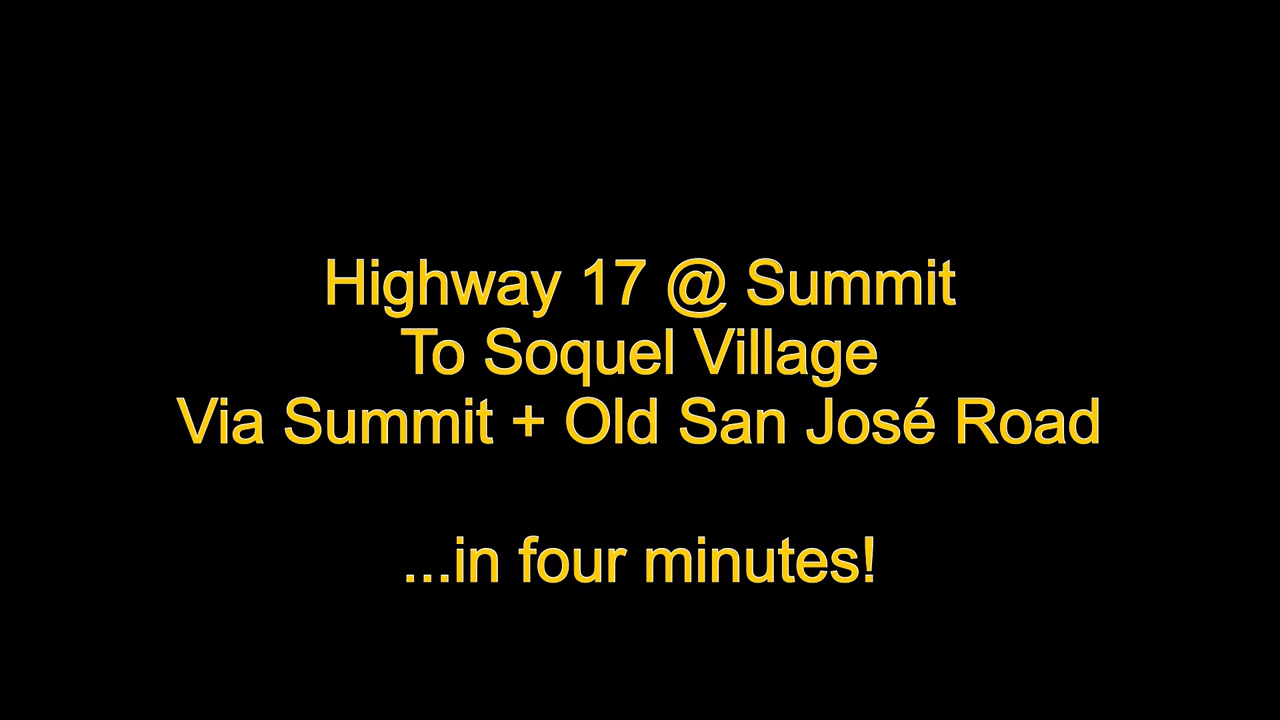 Highway 17 @ Summit
To Soquel Village
Via Summit + Old San José Road
...in four minutes!